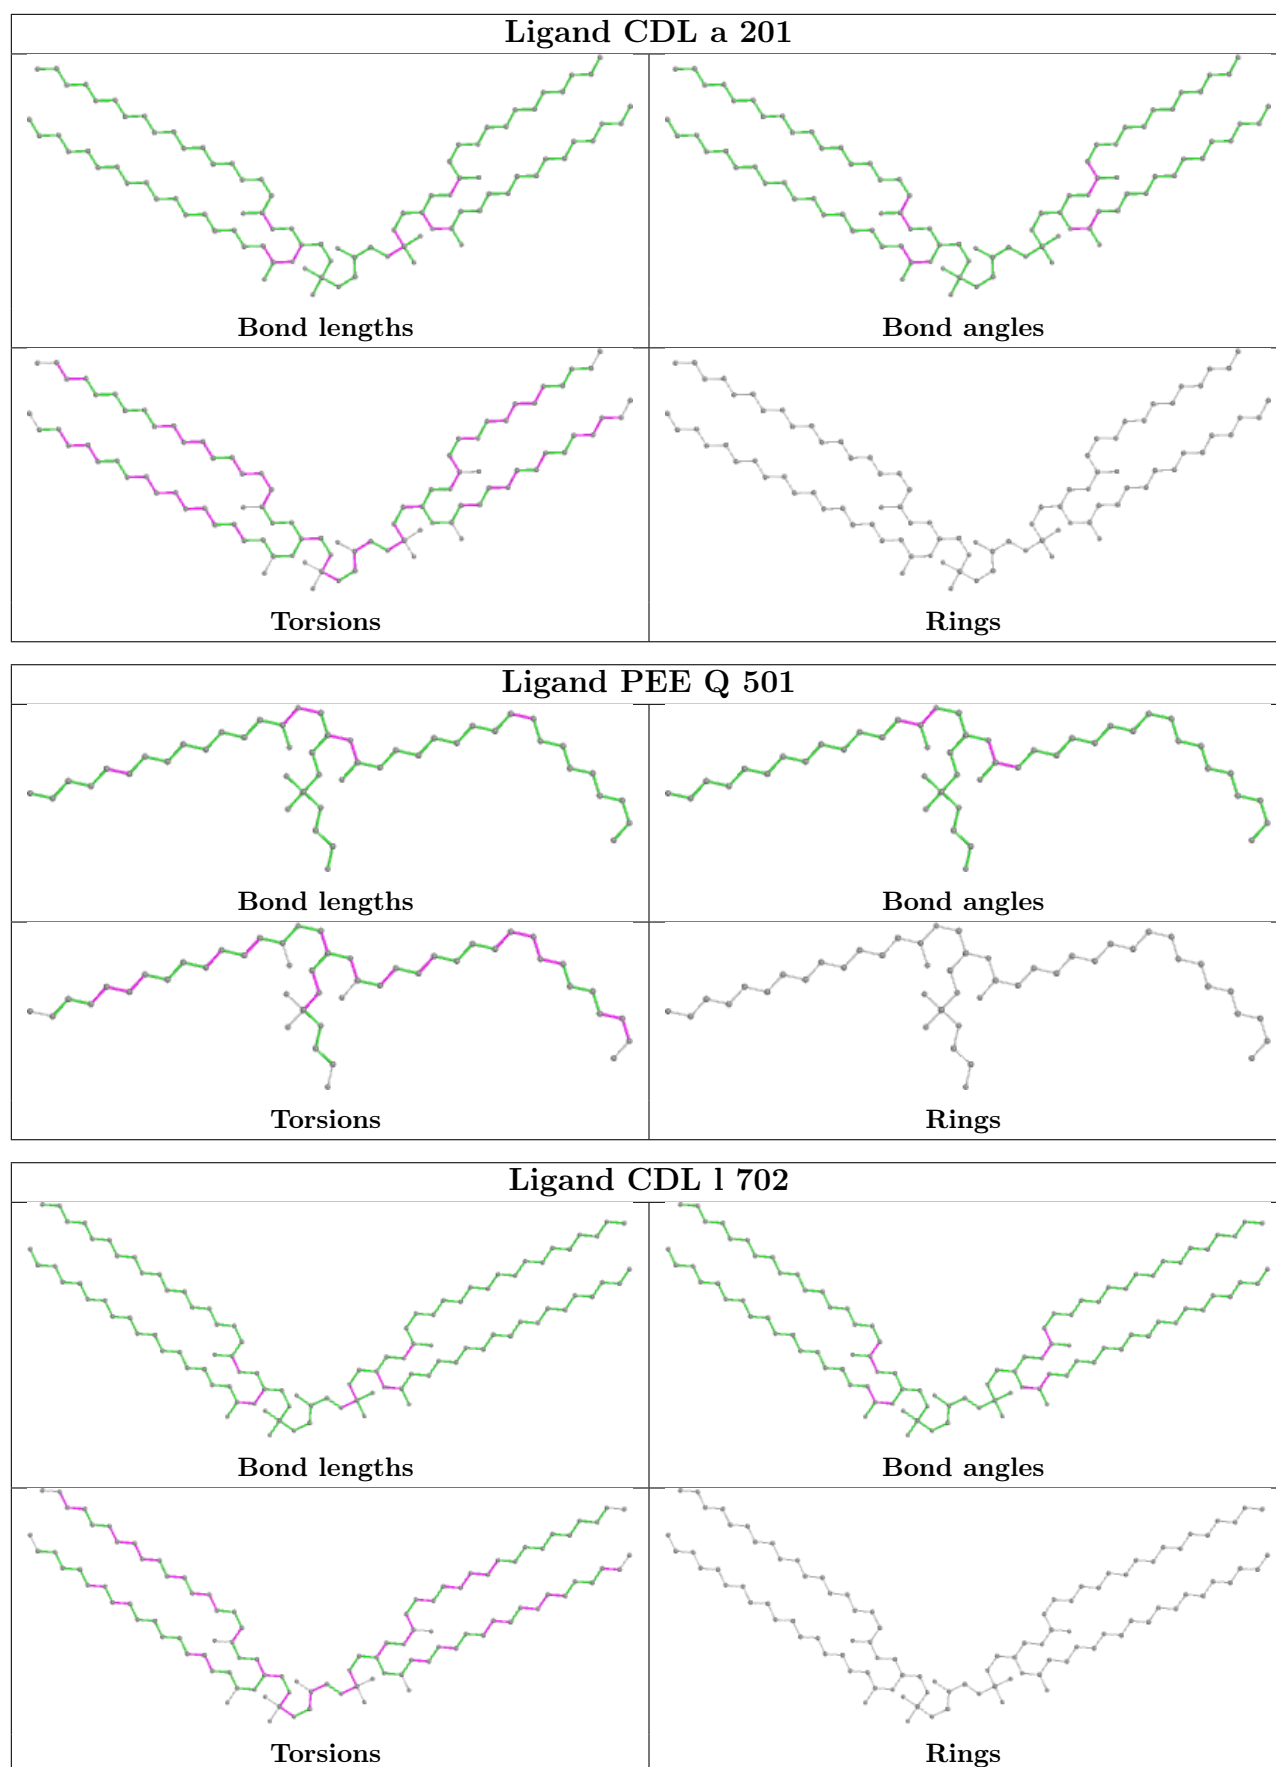 Ligand CDL a 201
Bond lengths
Bond angles
Torsions
Rings
Ligand PEE Q 501
Bond lengths
Bond angles
Torsions
Rings
Ligand CDL l 702
Bond lengths
Bond angles
Torsions
Rings